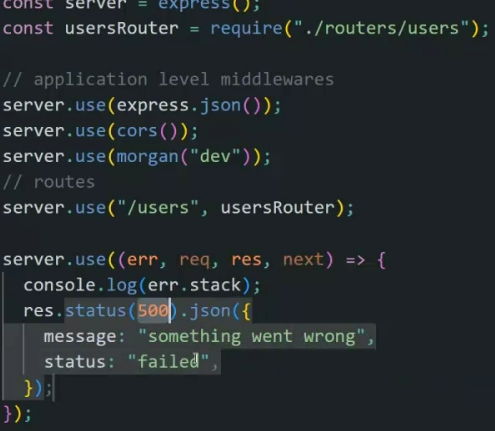 const server = express();
const usersRouter = require("./routers/users");
// application level middlewares
server.use(express.json());
server.use(cors());
server.use(morgan("dev"));
// routes
server.use("/users", usersRouter);
server.use((err, req, res, next) => {
console.log(err.stack);
res.status(500).json({
message: "something went wrong",
status: "failed",
});
});